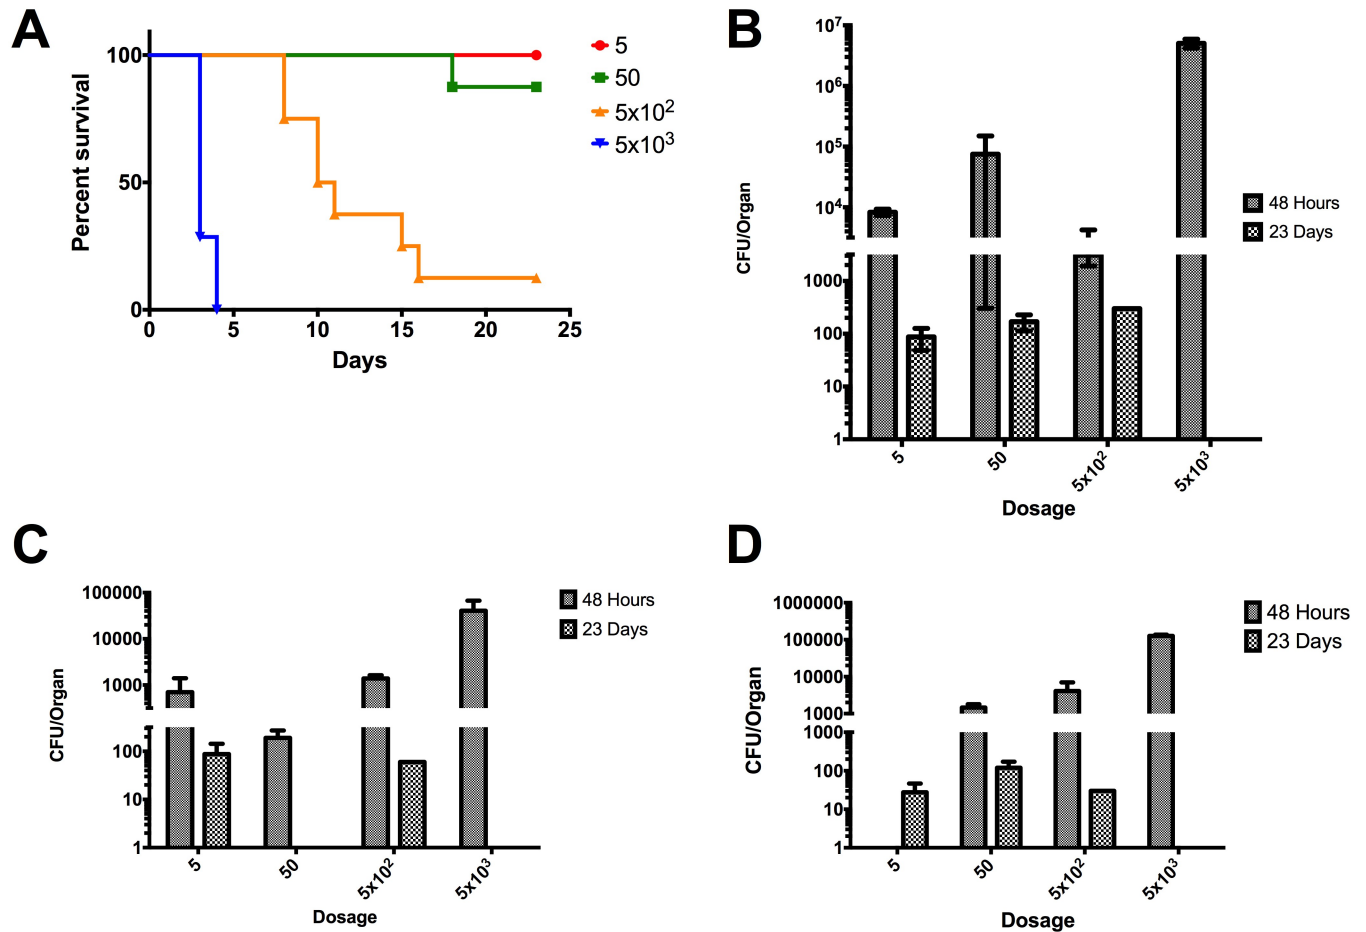 A
Percent survival
100
50
0
0 5 10 15 20 25
Days
5
50
5x10²
5x10³
B
CFU/Organ
10⁷
10⁶
10⁵
10⁴
1000
100
10
1
5 50 5x10² 5x10³
Dosage
48 Hours
23 Days
C
CFU/Organ
100000
10000
1000
100
10
1
5 50 5x10² 5x10³
Dosage
48 Hours
23 Days
D
CFU/Organ
1000000
100000
10000
1000
1000
100
10
1
5 50 5x10² 5x10³
Dosage
48 Hours
23 Days